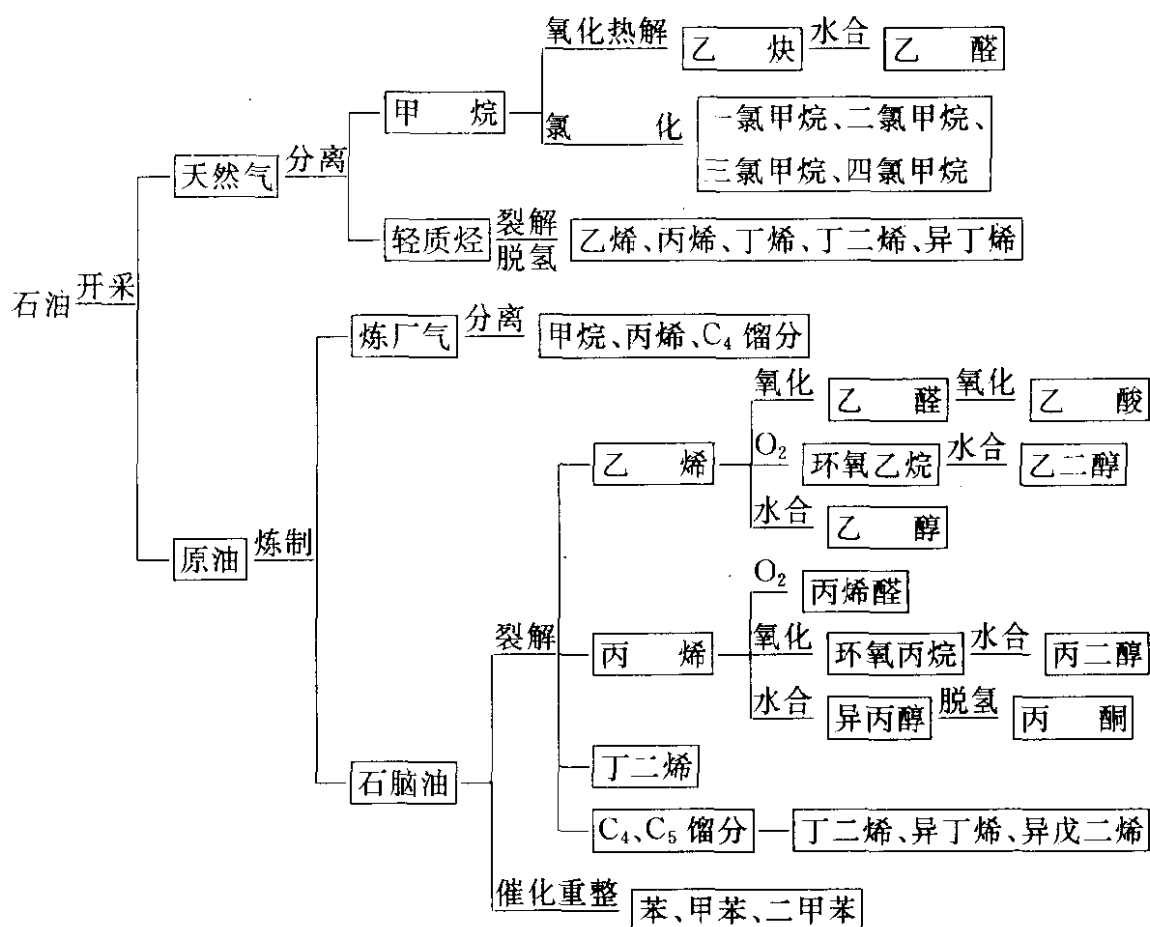 氧化热解 乙炔 水合 乙醛
甲烷
氯化 一氯甲烷、二氯甲烷、
三氯甲烷、四氯甲烷
天然气 分离
轻质烃 裂解 脱氢 乙烯、丙烯、丁烯、丁二烯、异丁烯
石油 开采
炼厂气 分离 甲烷、丙烯、C₄ 馏分
氧化 乙醛 氧化 乙酸
乙烯 O₂ 环氧乙烷 水合 乙二醇
水合 乙醇
原油 炼制
O₂ 丙烯醛
裂解 丙烯 氧化 环氧丙烷 水合 丙二醇
水合 异丙醇 脱氢 丙酮
丁二烯
石脑油
C₄、C₅ 馏分 丁二烯、异丁烯、异戊二烯
催化重整 苯、甲苯、二甲苯